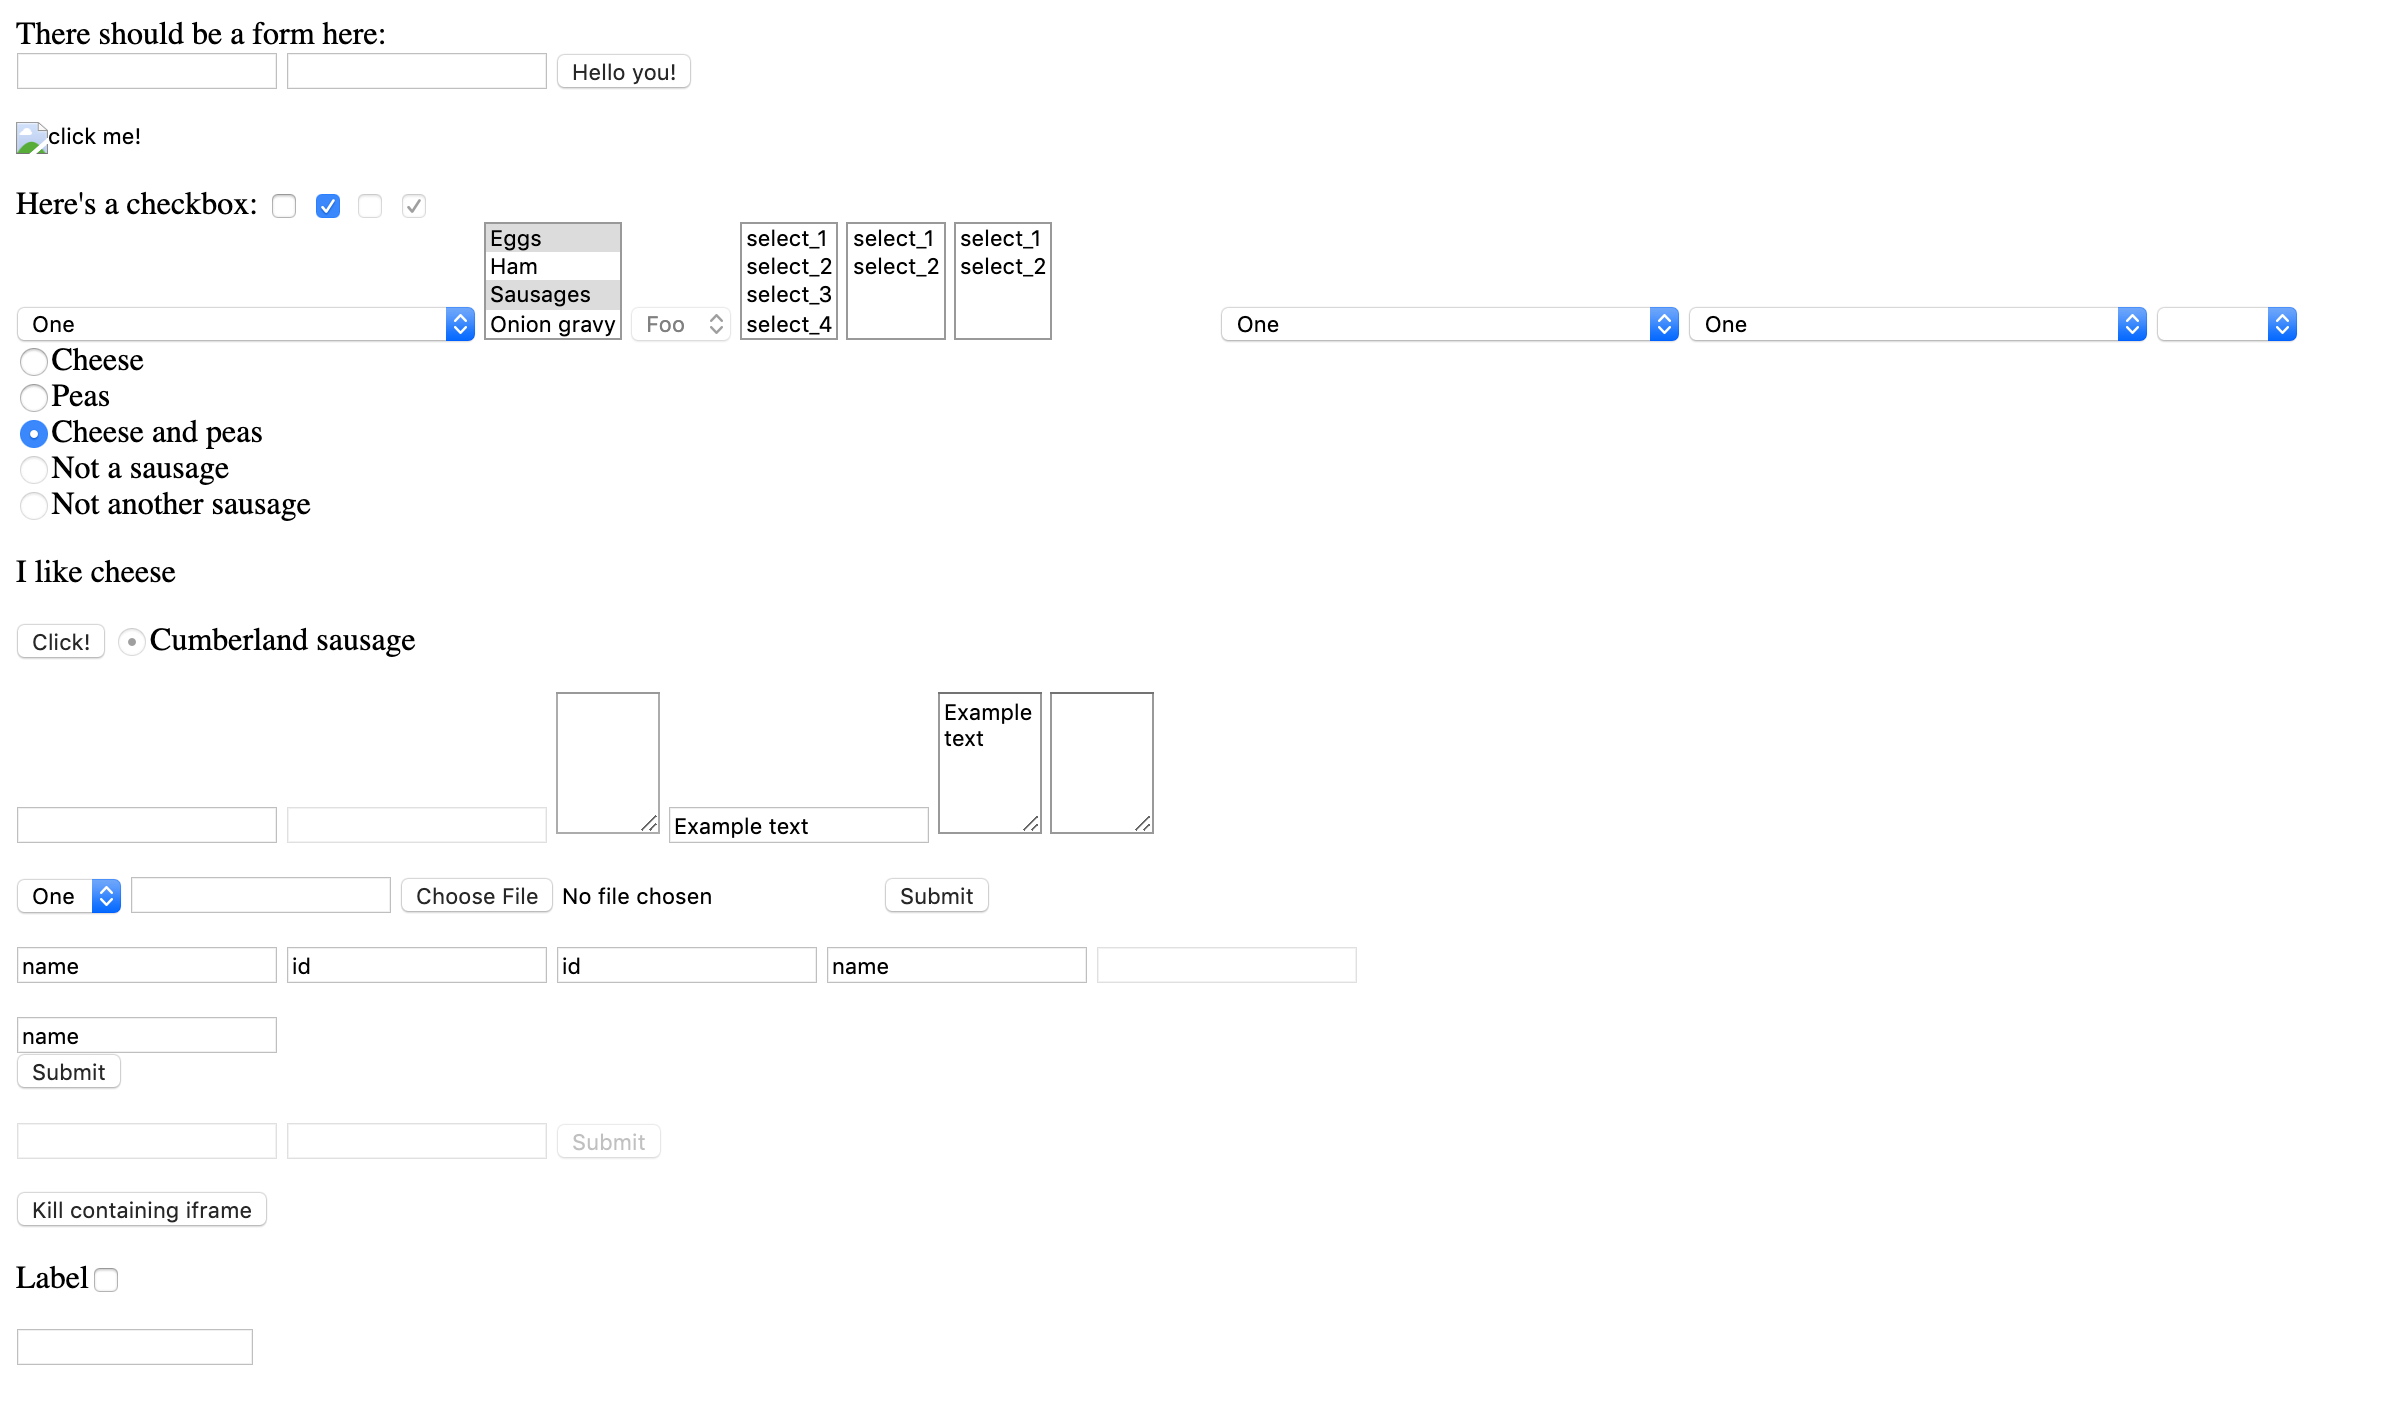 There should be a form here:
Hello you!
click me!
Here's a checkbox:
One
Eggs
Ham
Sausages
Onion gravy
Foo
select_1
select_2
select_3
select_4
select_1
select_2
select_1
select_2
One
One
Cheese
Peas
Cheese and peas
Not a sausage
Not another sausage
I like cheese
Click! Cumberland sausage
Example text
Example
text
One Choose File No file chosen Submit
name id id name
name
Submit
Submit
Kill containing iframe
Label